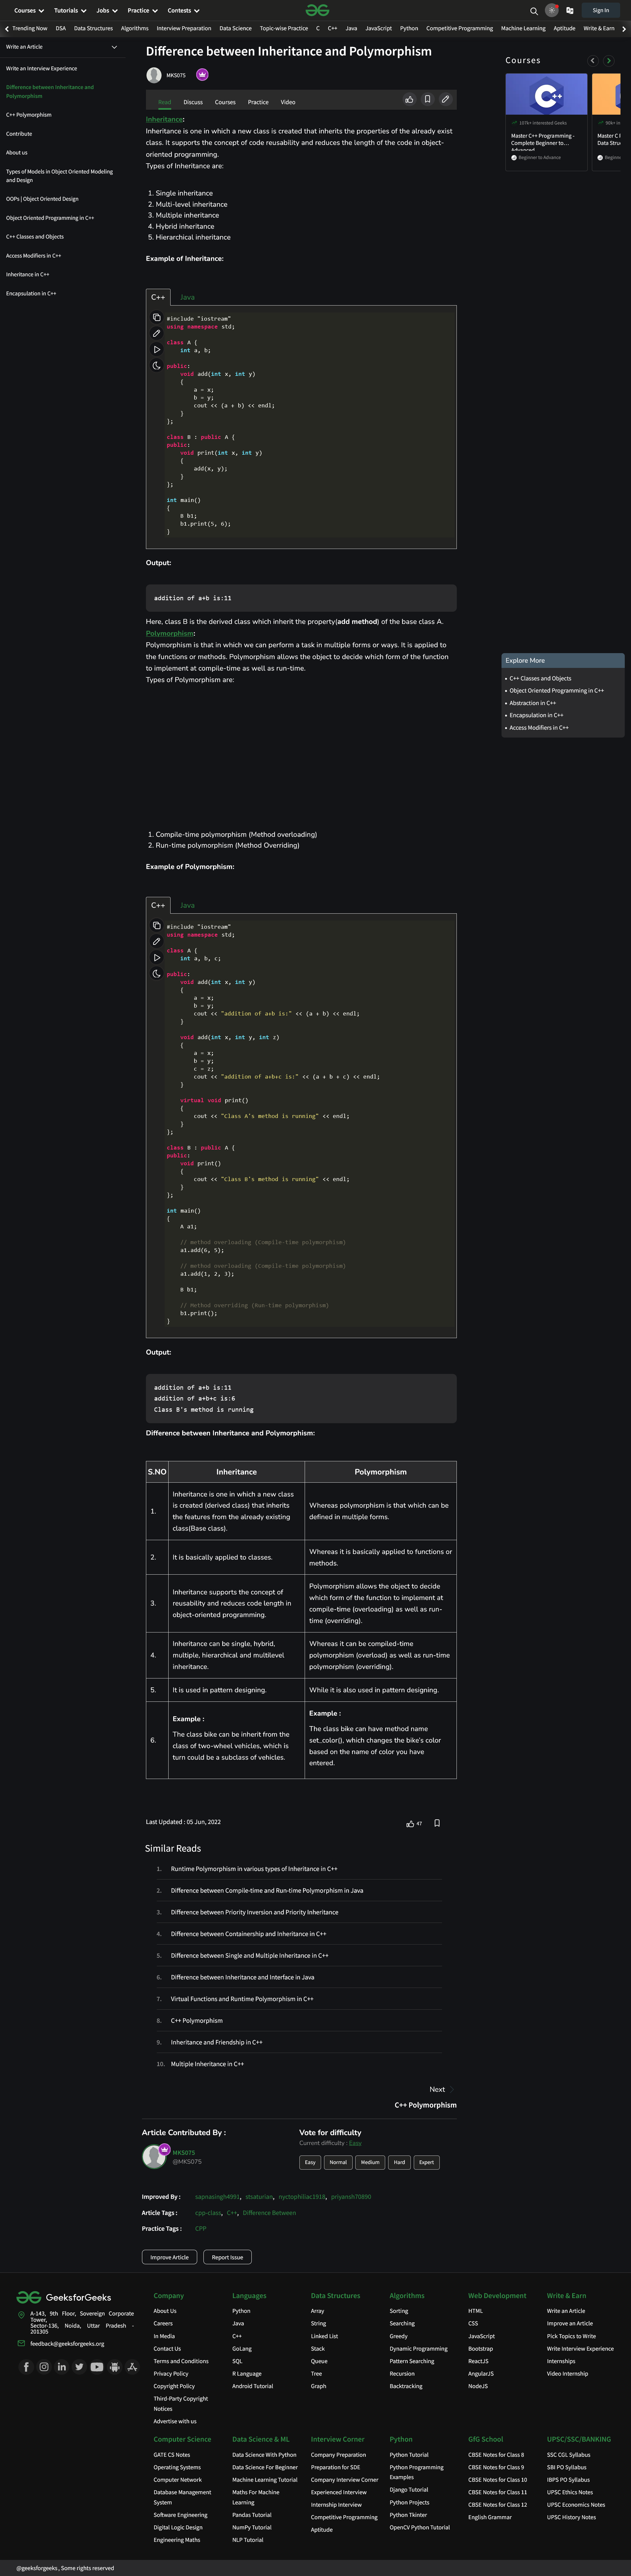 Courses
Tutorials
Jobs
Practice
Contests
Sign In
Trending Now
DSA
Data Structures
Algorithms
Interview Preparation
Data Science
Topic-wise Practice
C
C++
Java
JavaScript
Python
Competitive Programming
Machine Learning
Aptitude
Write & Earn
Write an Article
Write an Interview Experience
Difference between Inheritance and
Polymorphism
C++ Polymorphism
Contribute
About us
Types of Models in Object Oriented Modeling
and Design
OOPs | Object Oriented Design
Object Oriented Programming in C++
C++ Classes and Objects
Access Modifiers in C++
Inheritance in C++
Encapsulation in C++
Difference between Inheritance and Polymorphism
MKS075
Read
Discuss
Courses
Practice
Video
Inheritance:
Inheritance is one in which a new class is created that inherits the properties of the already exist
class. It supports the concept of code reusability and reduces the length of the code in object-
oriented programming.
Types of Inheritance are:
1. Single inheritance
2. Multi-level inheritance
3. Multiple inheritance
4. Hybrid inheritance
5. Hierarchical inheritance
Example of Inheritance:
C++
Java
#include "iostream"
using namespace std;
class A {
int a, b;
public:
void add(int x, int y)
{
a = x;
b = y;
cout << (a + b) << endl;
}
};
class B : public A {
public:
void print(int x, int y)
{
add(x, y);
}
};
int main()
{
B b1;
b1.print(5, 6);
}
Output:
addition of a+b is:11
Here, class B is the derived class which inherit the property(add method) of the base class A.
Polymorphism:
Polymorphism is that in which we can perform a task in multiple forms or ways. It is applied to
the functions or methods. Polymorphism allows the object to decide which form of the function
to implement at compile-time as well as run-time.
Types of Polymorphism are:
1. Compile-time polymorphism (Method overloading)
2. Run-time polymorphism (Method Overriding)
Example of Polymorphism:
C++
Java
#include "iostream"
using namespace std;
class A {
int a, b, c;
public:
void add(int x, int y)
{
a = x;
b = y;
cout << "addition of a+b is:" << (a + b) << endl;
}
void add(int x, int y, int z)
{
a = x;
b = y;
c = z;
cout << "addition of a+b+c is:" << (a + b + c) << endl;
}
virtual void print()
{
cout << "Class A's method is running" << endl;
}
};
class B : public A {
public:
void print()
{
cout << "Class B's method is running" << endl;
}
};
int main()
{
A a1;
// method overloading (Compile-time polymorphism)
a1.add(6, 5);
// method overloading (Compile-time polymorphism)
a1.add(1, 2, 3);
B b1;
// Method overriding (Run-time polymorphism)
b1.print();
}
Output:
addition of a+b is:11
addition of a+b+c is:6
Class B's method is running
Difference between Inheritance and Polymorphism:
S.NO
Inheritance
Polymorphism
1.
Inheritance is one in which a new class
is created (derived class) that inherits
the features from the already existing
class(Base class).
Whereas polymorphism is that which can be
defined in multiple forms.
2.
It is basically applied to classes.
Whereas it is basically applied to functions or
methods.
3.
Inheritance supports the concept of
reusability and reduces code length in
object-oriented programming.
Polymorphism allows the object to decide
which form of the function to implement at
compile-time (overloading) as well as run-
time (overriding).
4.
Inheritance can be single, hybrid,
multiple, hierarchical and multilevel
inheritance.
Whereas it can be compiled-time
polymorphism (overload) as well as run-time
polymorphism (overriding).
5.
It is used in pattern designing.
While it is also used in pattern designing.
6.
Example :
The class bike can be inherit from the
class of two-wheel vehicles, which is
turn could be a subclass of vehicles.
Example :
The class bike can have method name
set_color(), which changes the bike's color
based on the name of color you have
entered.
Last Updated : 05 Jun, 2022
47
Similar Reads
1. Runtime Polymorphism in various types of Inheritance in C++
2. Difference between Compile-time and Run-time Polymorphism in Java
3. Difference between Priority Inversion and Priority Inheritance
4. Difference between Containership and Inheritance in C++
5. Difference between Single and Multiple Inheritance in C++
6. Difference between Inheritance and Interface in Java
7. Virtual Functions and Runtime Polymorphism in C++
8. C++ Polymorphism
9. Inheritance and Friendship in C++
10. Multiple Inheritance in C++
Next
C++ Polymorphism
Article Contributed By :
MKS075
@MKS075
Vote for difficulty
Current difficulty : Easy
Easy
Normal
Medium
Hard
Expert
Improved By :
sapnasingh4991, stsaturian, nyctophiliac1918, priyansh70890
Article Tags :
cpp-class, C++, Difference Between
Practice Tags :
CPP
Improve Article
Report Issue
Courses
107k+ interested Geeks
Master C++ Programming -
Complete Beginner to...
Advanced
Beginner to Advance
Explore More
C++ Classes and Objects
Object Oriented Programming in C++
Abstraction in C++
Encapsulation in C++
Access Modifiers in C++
GeeksforGeeks
A-143, 9th Floor, Sovereign Corporate
Tower,
Sector-136, Noida, Uttar Pradesh -
201305
feedback@geeksforgeeks.org
Company
About Us
Careers
In Media
Contact Us
Terms and Conditions
Privacy Policy
Copyright Policy
Third-Party Copyright
Notices
Advertise with us
Languages
Python
Java
C++
GoLang
SQL
R Language
Android Tutorial
Data Structures
Array
String
Linked List
Stack
Queue
Tree
Graph
Algorithms
Sorting
Searching
Greedy
Dynamic Programming
Pattern Searching
Recursion
Backtracking
Web Development
HTML
CSS
JavaScript
Bootstrap
ReactJS
AngularJS
NodeJS
Write & Earn
Write an Article
Improve an Article
Pick Topics to Write
Write Interview Experience
Internships
Video Internship
Computer Science
GATE CS Notes
Operating Systems
Computer Network
Database Management
System
Software Engineering
Digital Logic Design
Engineering Maths
Data Science & ML
Data Science With Python
Data Science For Beginner
Machine Learning Tutorial
Maths For Machine
Learning
Pandas Tutorial
NumPy Tutorial
NLP Tutorial
Interview Corner
Company Preparation
Preparation for SDE
Company Interview Corner
Experienced Interview
Internship Interview
Competitive Programming
Aptitude
Python
Python Tutorial
Python Programming
Examples
Django Tutorial
Python Projects
Python Tkinter
OpenCV Python Tutorial
GfG School
CBSE Notes for Class 8
CBSE Notes for Class 9
CBSE Notes for Class 10
CBSE Notes for Class 11
CBSE Notes for Class 12
English Grammar
UPSC/SSC/BANKING
SSC CGL Syllabus
SBI PO Syllabus
IBPS PO Syllabus
UPSC Ethics Notes
UPSC Economics Notes
UPSC History Notes
@geeksforgeeks , Some rights reserved